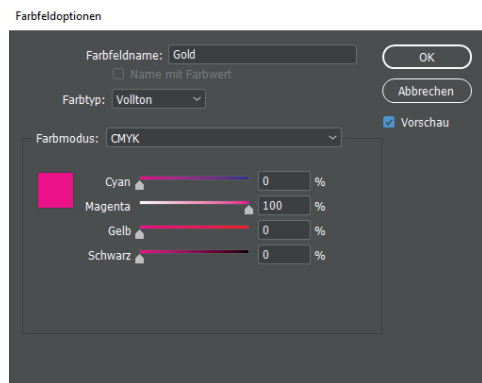 Farbfeldoptionen
Farbfeldname: Gold
Name mit Farbwert
Farbtyp: Vollton
OK
Abbrechen
Vorschau
Farbmodus: CMYK
Cyan 0 %
Magenta 100 %
Gelb 0 %
Schwarz 0 %